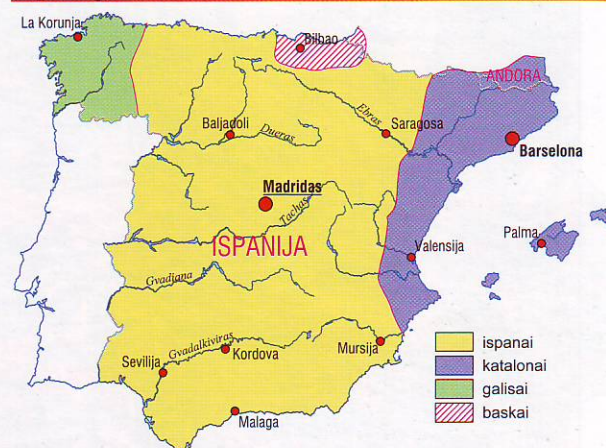 La Korunja
Bilbao
ANDORA
Ebras
Baljadoli
Dueras
Saragosa
Barselona
Madridas
Tachas
ISPANIJA
Palma
Valensija
Gvadiana
Gvadalkiviras
Sevilija
Kordova
Mursija
Malaga
ispanai
katalonai
galisai
baskai